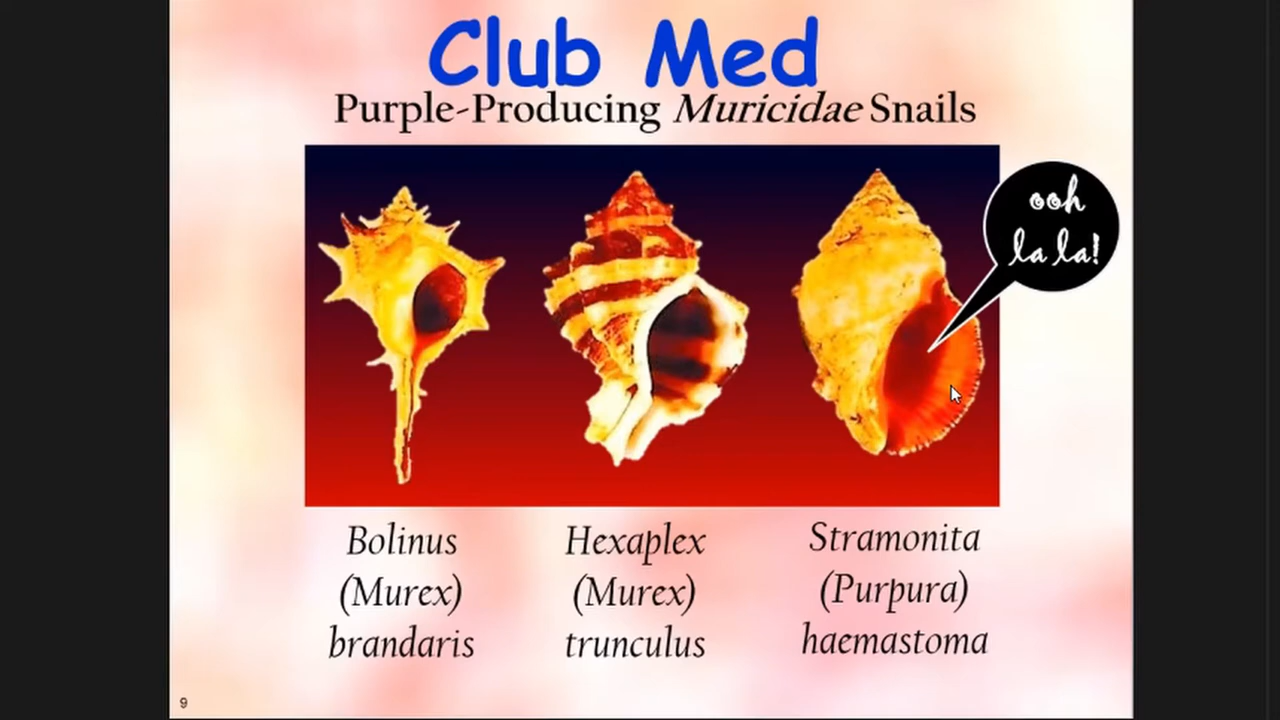 Club Med
Purple-Producing Muricidae Snails
ooh
la la!
Bolinus
(Murex)
brandaris
Hexaplex
(Murex)
trunculus
Stramonita
(Purpura)
haemastoma
9